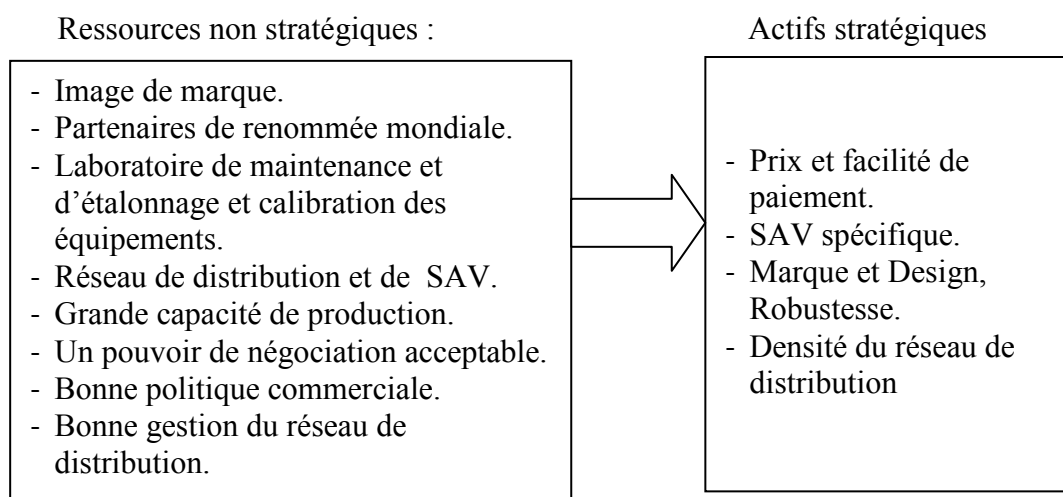 Ressources non stratégiques :
- Image de marque.
- Partenaires de renommée mondiale.
- Laboratoire de maintenance et
d’étalonnage et calibration des
équipements.
- Réseau de distribution et de SAV.
- Grande capacité de production.
- Un pouvoir de négociation acceptable.
- Bonne politique commerciale.
- Bonne gestion du réseau de
distribution.
Actifs stratégiques
- Prix et facilité de
paiement.
- SAV spécifique.
- Marque et Design,
Robustesse.
- Densité du réseau de
distribution